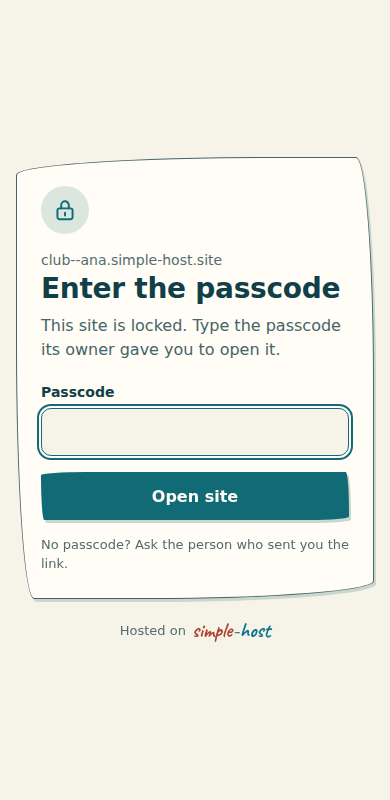 club--ana.simple-host.site
Enter the passcode
This site is locked. Type the passcode
its owner gave you to open it.
Passcode
Open site
No passcode? Ask the person who sent you the
link.
Hosted on simple-host